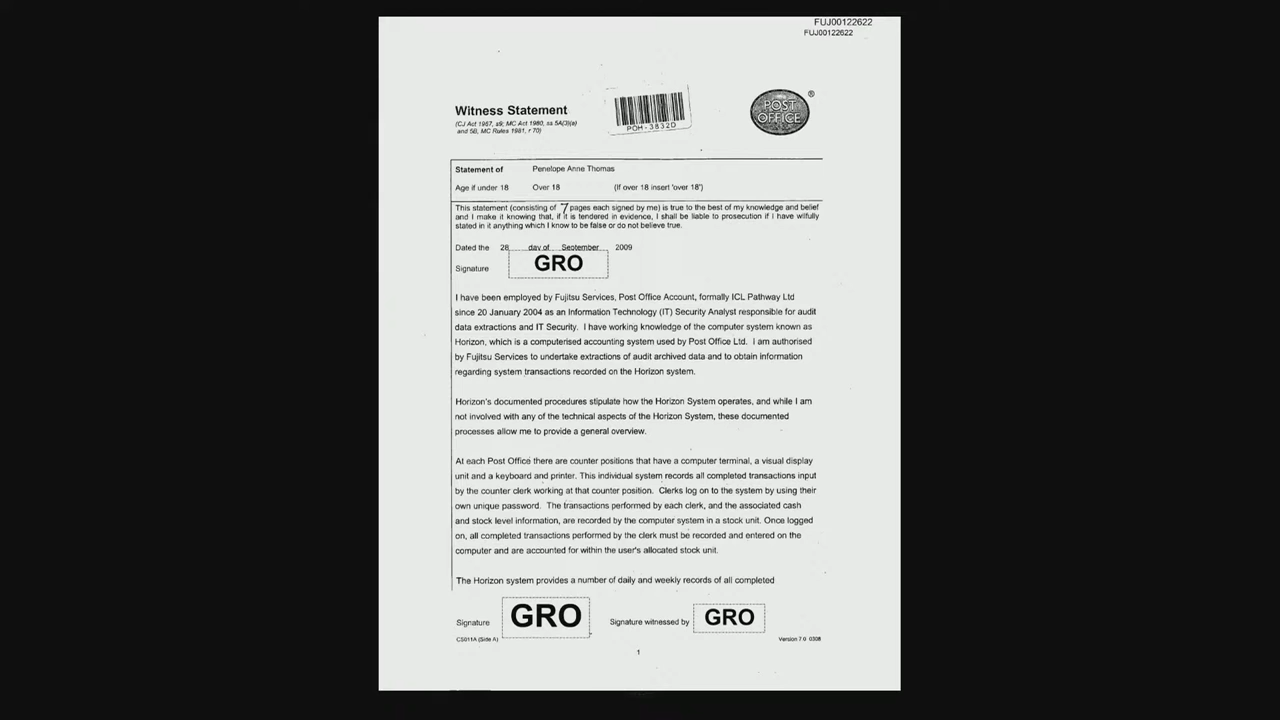 FUJ00122622
FUJ00122622
Witness Statement
(CJ Act 1967, s9; MC Act 1980, ss 5A(3)(a)
and 5B, MC Rules 1981, r 70)
POH-3832D
POST
OFFICE
®
Statement of Penelope Anne Thomas
Age if under 18 Over 18 (If over 18 insert 'over 18')
This statement (consisting of 7 pages each signed by me) is true to the best of my knowledge and belief
and I make it knowing that, if it is tendered in evidence, I shall be liable to prosecution if I have wilfully
stated in it anything which I know to be false or do not believe true.
Dated the 28 day of September 2009
Signature GRO
I have been employed by Fujitsu Services, Post Office Account, formally ICL Pathway Ltd
since 20 January 2004 as an Information Technology (IT) Security Analyst responsible for audit
data extractions and IT Security. I have working knowledge of the computer system known as
Horizon, which is a computerised accounting system used by Post Office Ltd. I am authorised
by Fujitsu Services to undertake extractions of audit archived data and to obtain information
regarding system transactions recorded on the Horizon system.
Horizon's documented procedures stipulate how the Horizon System operates, and while I am
not involved with any of the technical aspects of the Horizon System, these documented
processes allow me to provide a general overview.
At each Post Office there are counter positions that have a computer terminal, a visual display
unit and a keyboard and printer. This individual system records all completed transactions input
by the counter clerk working at that counter position. Clerks log on to the system by using their
own unique password. The transactions performed by each clerk, and the associated cash
and stock level information, are recorded by the computer system in a stock unit. Once logged
on, all completed transactions performed by the clerk must be recorded and entered on the
computer and are accounted for within the user's allocated stock unit.
The Horizon system provides a number of daily and weekly records of all completed
Signature GRO Signature witnessed by GRO
CS011A (Side A) Version 7 0 0308
1